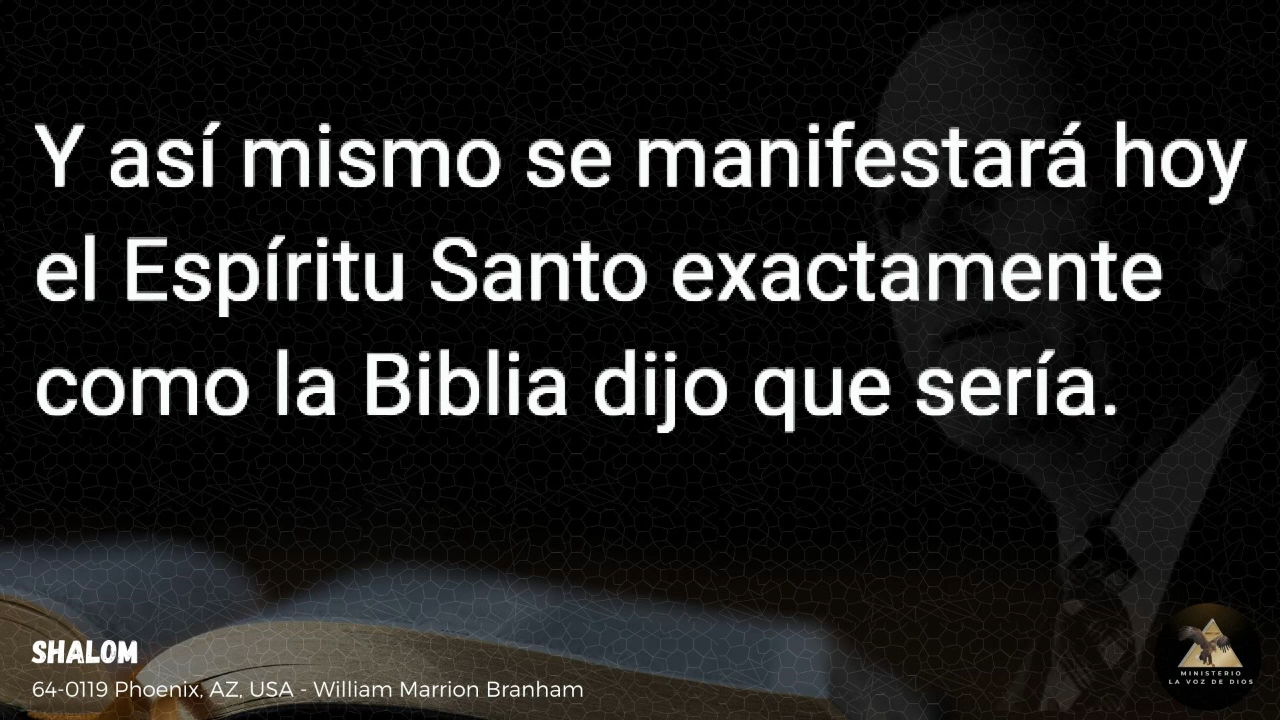 Y así mismo se manifestará hoy
el Espíritu Santo exactamente
como la Biblia dijo que sería.
SHALOM
64-0119 Phoenix, AZ, USA - William Marrion Branham
MINISTERIO
LA VOZ DE DIOS